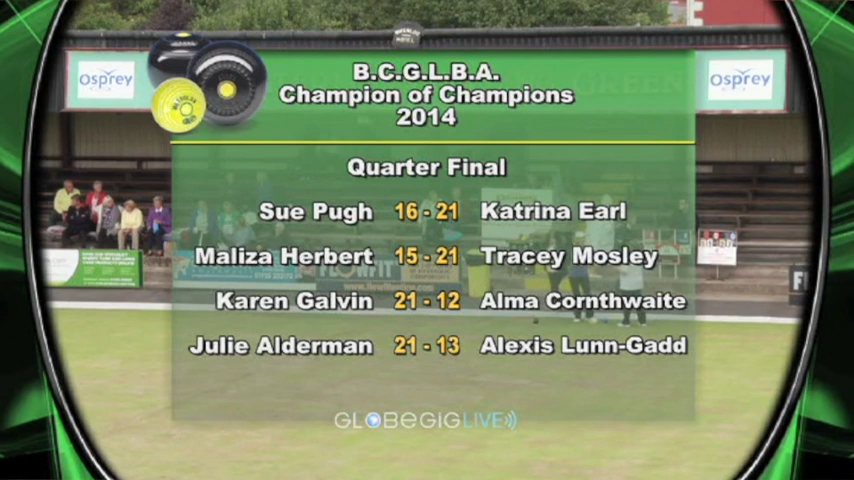 Osprey
B.C.G.L.B.A.
Champion of Champions
2014
Osprey
Quarter Final
Sue Pugh 16 - 21 Katrina Earl
Maliza Herbert 15 - 21 Tracey Mosley
Karen Galvin 21 - 12 Alma Cornthwaite
Julie Alderman 21 - 13 Alexis Lunn-Gadd
FLOWFIT
GLOBEGIGLIVE